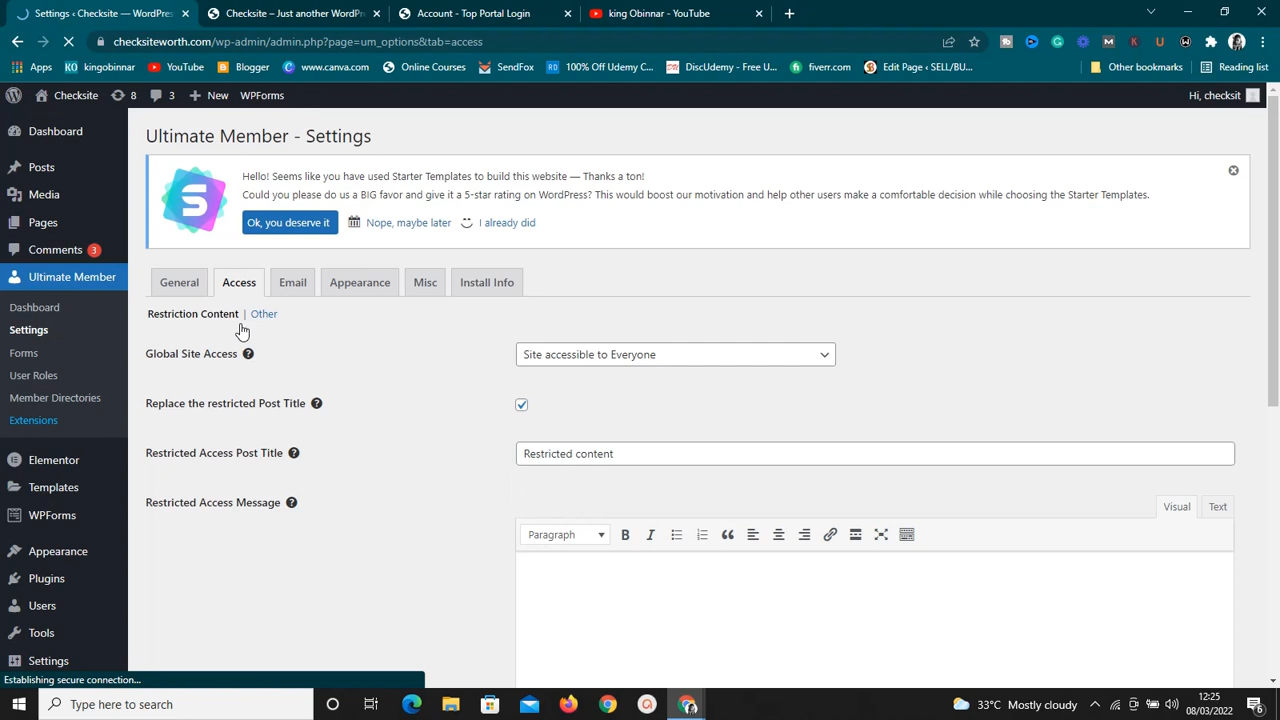 Settings ‹ Checksite — WordPres
Checksite – Just another WordPr
Account - Top Portal Login
king Obinnar - YouTube
checksiteworth.com/wp-admin/admin.php?page=um_options&tab=access
Apps
kingobinnar
YouTube
Blogger
www.canva.com
Online Courses
SendFox
100% Off Udemy C...
DiscUdemy - Free U...
fiverr.com
Edit Page ‹ SELL/BU...
Other bookmarks
Reading list
Checksite
8
3
New
WPForms
Hi, checksit
Dashboard
Posts
Media
Pages
Comments 3
Ultimate Member
Dashboard
Settings
Forms
User Roles
Member Directories
Extensions
Elementor
Templates
WPForms
Appearance
Plugins
Users
Tools
Settings
Ultimate Member - Settings
Hello! Seems like you have used Starter Templates to build this website — Thanks a ton!
Could you please do us a BIG favor and give it a 5-star rating on WordPress? This would boost our motivation and help other users make a comfortable decision while choosing the Starter Templates.
Ok, you deserve it
Nope, maybe later
I already did
General
Access
Email
Appearance
Misc
Install Info
Restriction Content | Other
Global Site Access
Site accessible to Everyone
Replace the restricted Post Title
Restricted Access Post Title
Restricted content
Restricted Access Message
Visual
Text
Paragraph
Establishing secure connection...
Type here to search
33°C Mostly cloudy
12:25
08/03/2022
6